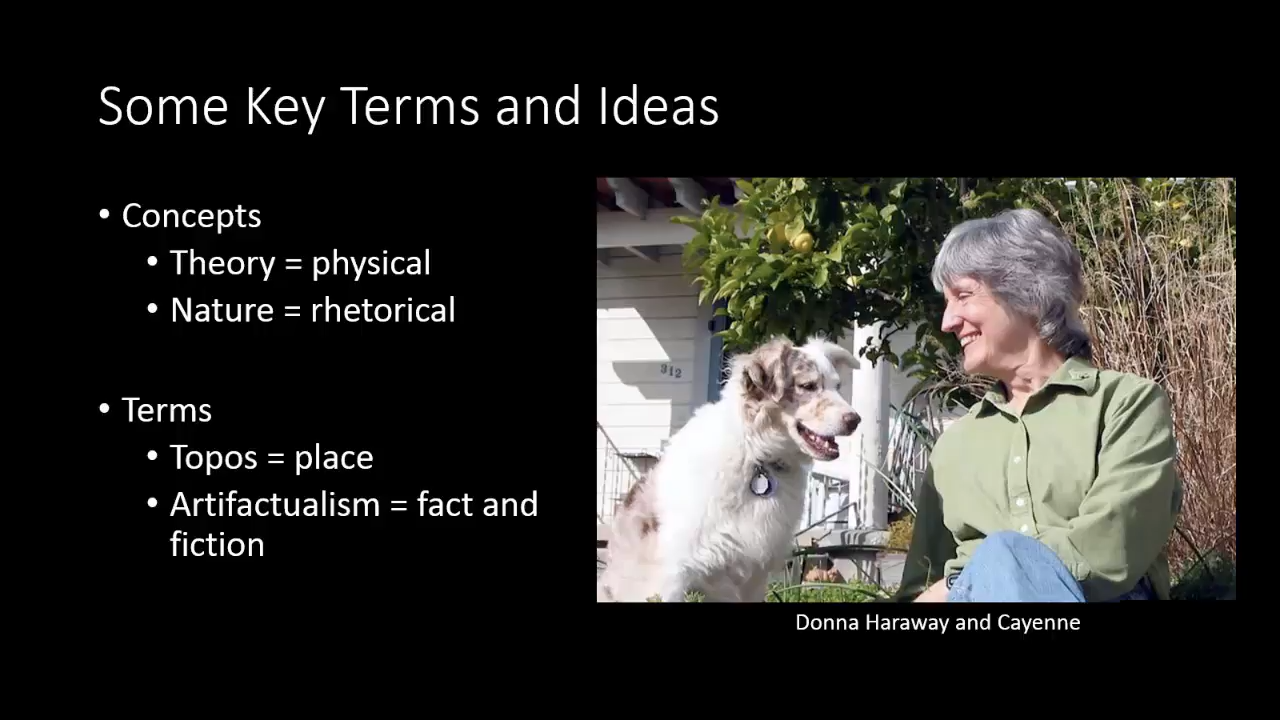 Some Key Terms and Ideas
• Concepts
• Theory = physical
• Nature = rhetorical
• Terms
• Topos = place
• Artifactualism = fact and
fiction
312
Donna Haraway and Cayenne